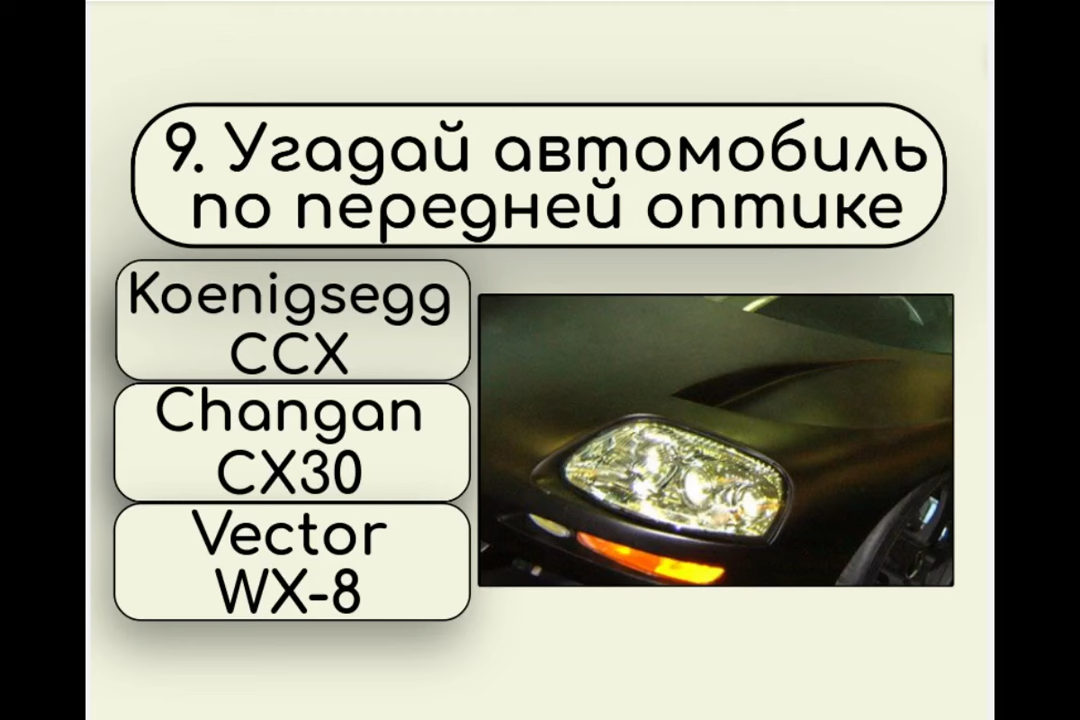 9. Угадай автомобиль
по передней оптике
Koenigsegg
CCX
Changan
CX30
Vector
WX-8